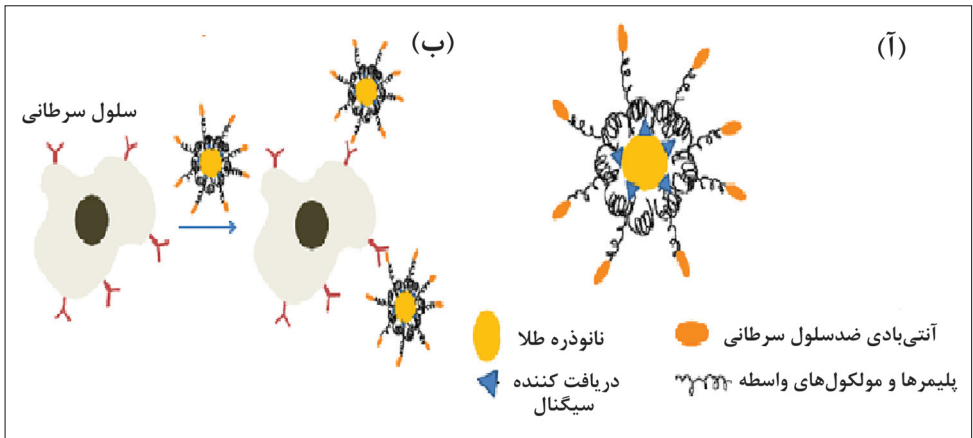 (آ)
(ب)
سلول سرطانی
آنتی‌بادی ضدسلول سرطانی
نانوذره طلا
پلیمرها و مولکول‌های واسطه
دریافت کننده
سیگنال